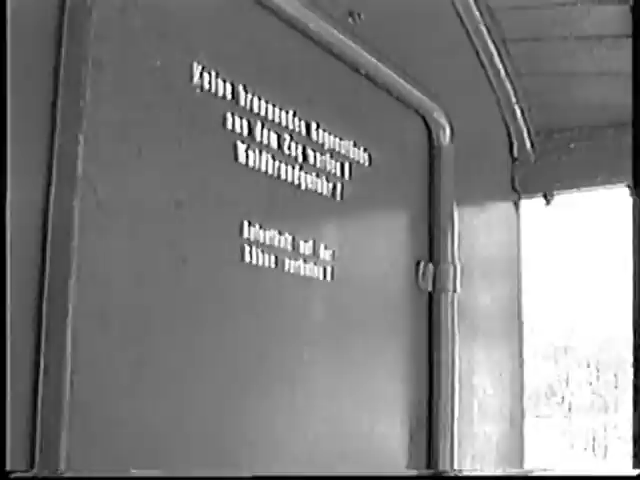 Keine brennenden Gegenstände
aus dem Zug werfen !
Waldbrandgefahr !
Aufenthalt auf der
Bühne verboten !